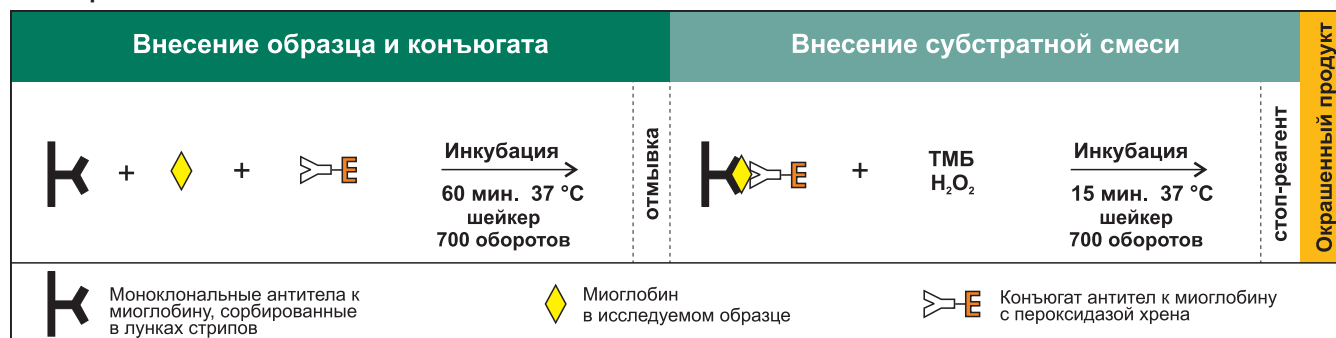 Внесение образца и конъюгата
Внесение субстратной смеси
Окрашенный продукт
+
+
E
Инкубация
60 мин. 37 °C
шейкер
700 оборотов
отмывка
E
+
ТМБ
H₂O₂
Инкубация
15 мин. 37 °C
шейкер
700 оборотов
стоп-реагент
Моноклональные антитела к
миоглобину, сорбированные
в лунках стрипов
Миоглобин
в исследуемом образце
E
Конъюгат антител к миоглобину
с пероксидазой хрена